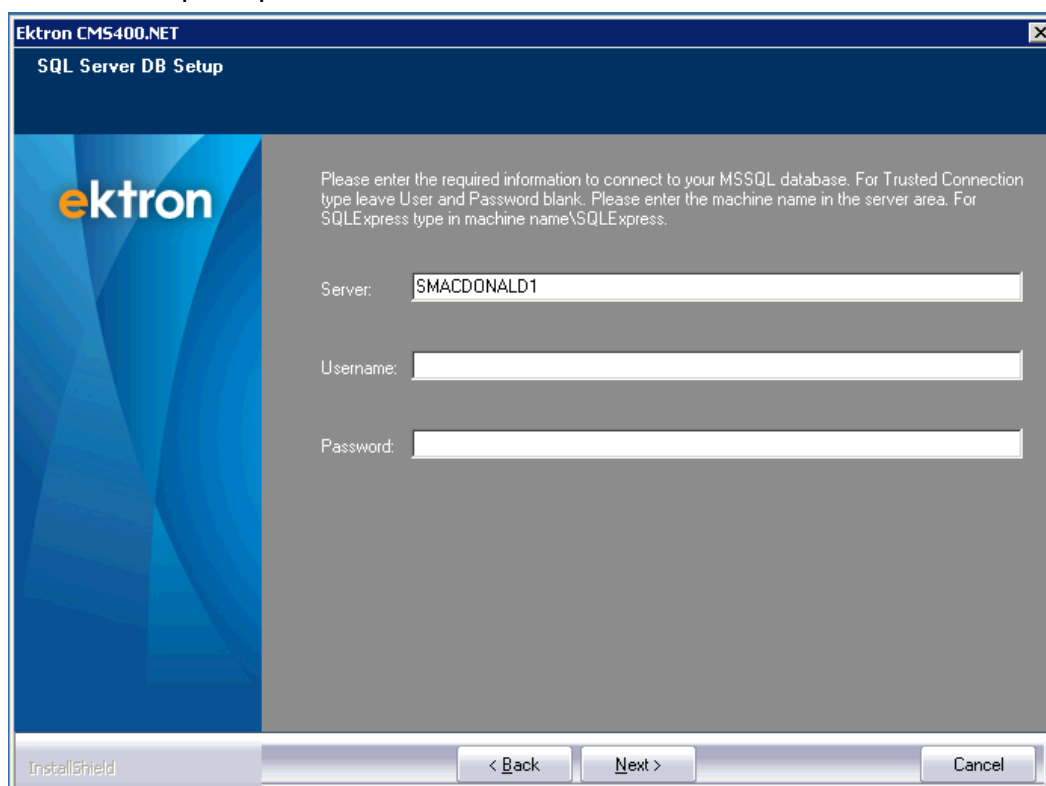 Ektron CMS400.NET
SQL Server DB Setup
ektron
Please enter the required information to connect to your MSSQL database. For Trusted Connection
type leave User and Password blank. Please enter the machine name in the server area. For
SQLExpress type in machine name\SQLExpress.
Server:
SMACDONALD1
Username:
Password:
InstallShield
< Back
Next >
Cancel